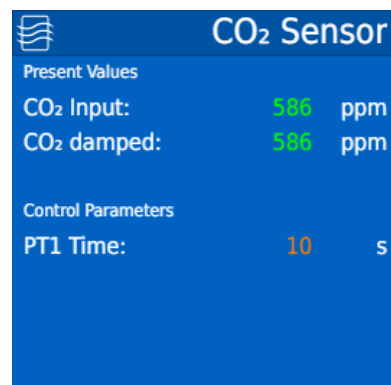 CO₂ Sensor
Present Values
CO₂ Input: 586 ppm
CO₂ damped: 586 ppm
Control Parameters
PT1 Time: 10 s